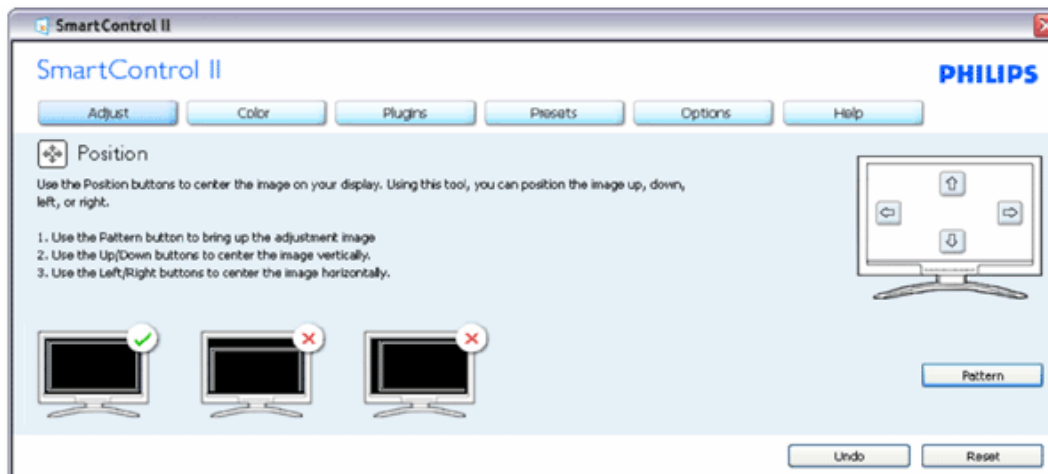 SmartControl II
SmartControl II
PHILIPS
Adjust Color Plugins Presets Options Help
Position
Use the Position buttons to center the image on your display. Using this tool, you can position the image up, down,
left, or right.
1. Use the Pattern button to bring up the adjustment image
2. Use the Up/Down buttons to center the image vertically.
3. Use the Left/Right buttons to center the image horizontally.
Pattern
Undo Reset